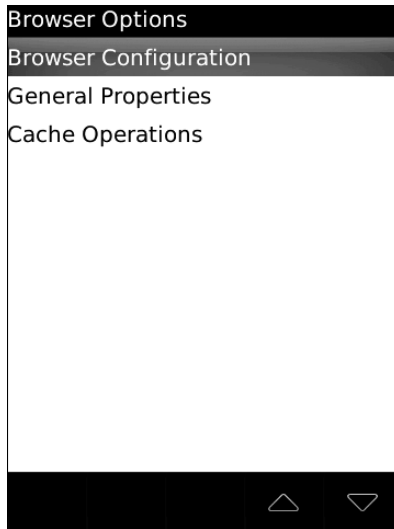 Browser Options
Browser Configuration
General Properties
Cache Operations